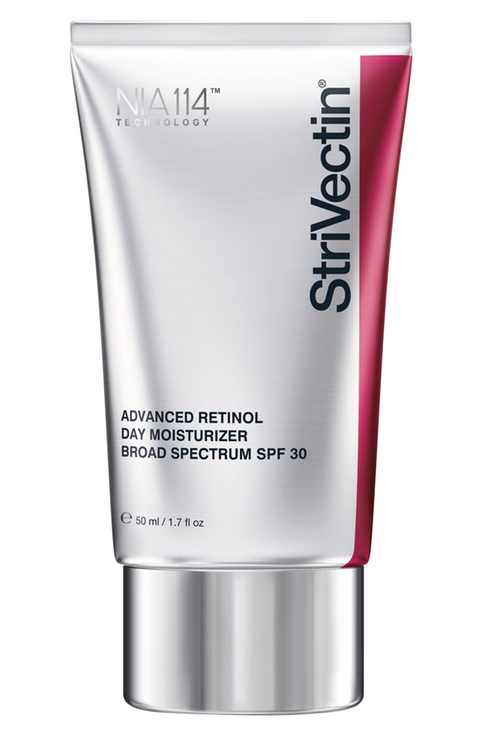 NIA114™
TECHNOLOGY
StriVectin®
ADVANCED RETINOL
DAY MOISTURIZER
BROAD SPECTRUM SPF 30
℮ 50 ml / 1.7 fl oz